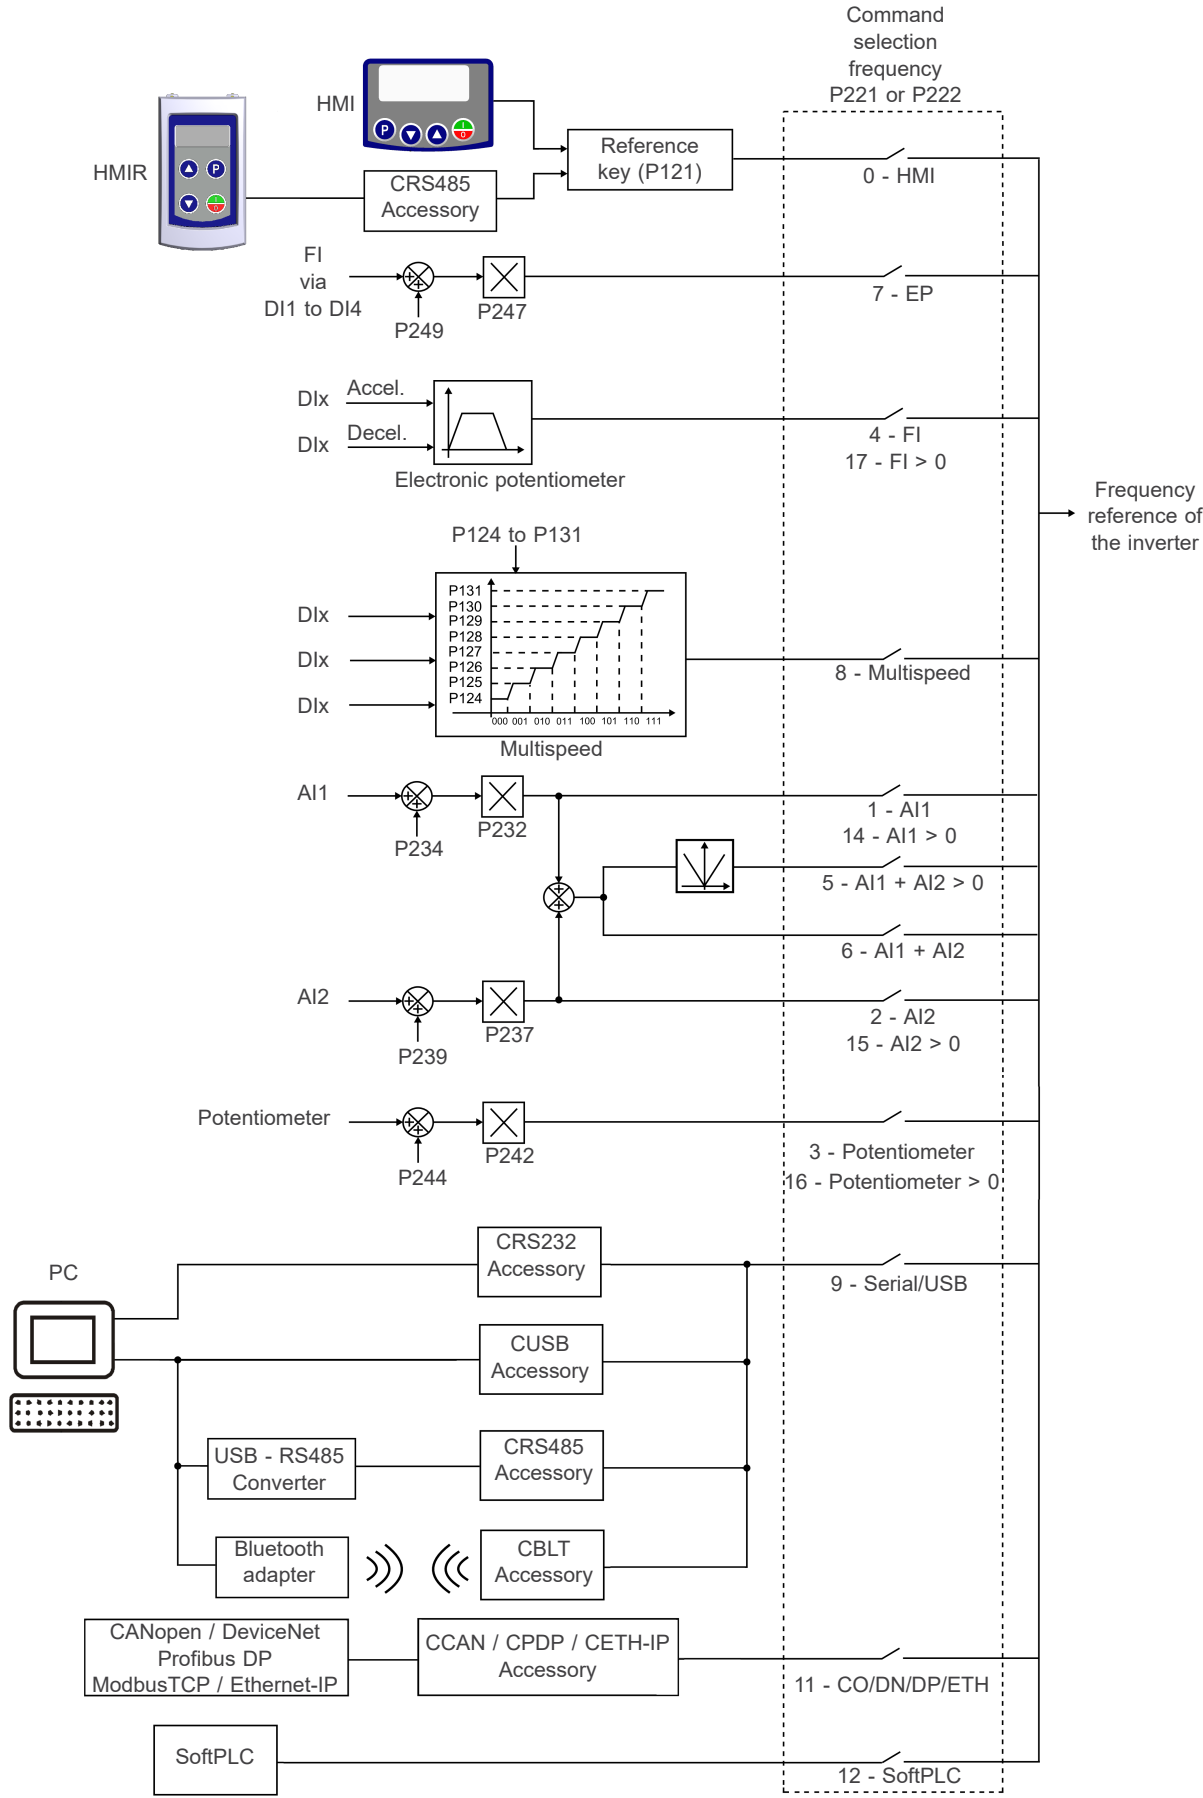 Command
selection
frequency
P221 or P222
HMI
P
I
0
HMIR
P
I
0
CRS485
Accessory
Reference
key (P121)
0 - HMI
FI
via
DI1 to DI4
P249
P247
7 - EP
DIx
Accel.
DIx
Decel.
Electronic potentiometer
4 - FI
17 - FI > 0
Frequency
reference of
the inverter
P124 to P131
DIx
DIx
DIx
P131
P130
P129
P128
P127
P126
P125
P124
000 001 010 011 100 101 110 111
Multispeed
8 - Multispeed
AI1
P234
P232
1 - AI1
14 - AI1 > 0
5 - AI1 + AI2 > 0
6 - AI1 + AI2
AI2
P239
P237
2 - AI2
15 - AI2 > 0
Potentiometer
P244
P242
3 - Potentiometer
16 - Potentiometer > 0
PC
CRS232
Accessory
9 - Serial/USB
CUSB
Accessory
USB - RS485
Converter
CRS485
Accessory
Bluetooth
adapter
CBLT
Accessory
CANopen / DeviceNet
Profibus DP
ModbusTCP / Ethernet-IP
CCAN / CPDP / CETH-IP
Accessory
11 - CO/DN/DP/ETH
SoftPLC
12 - SoftPLC